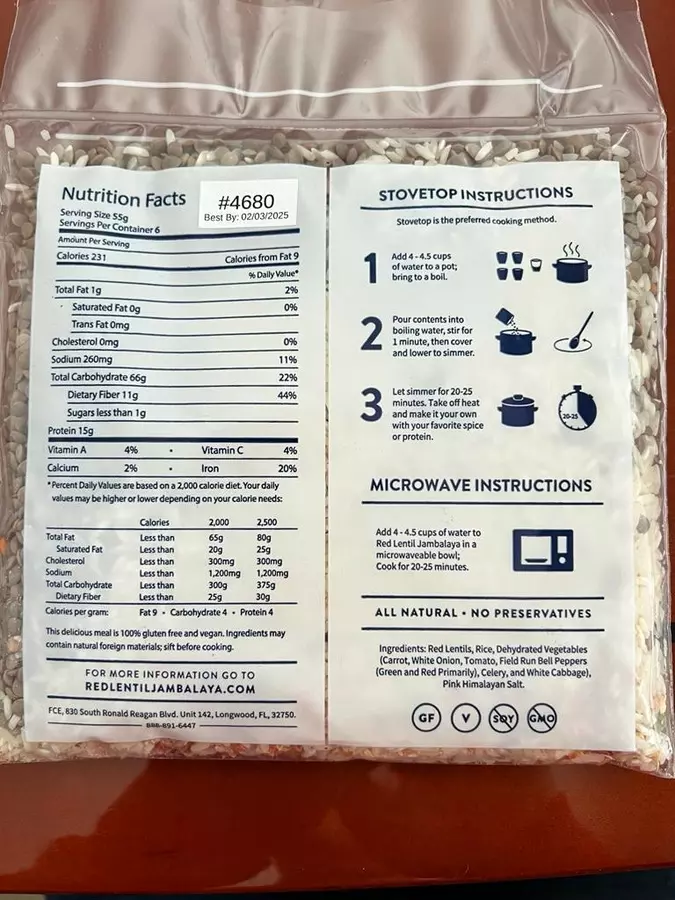 Nutrition Facts
#4680
Best By: 02/03/2025
Serving Size 55g
Servings Per Container 6
Amount Per Serving
Calories 231 Calories from Fat 9
% Daily Value*
Total Fat 1g 2%
Saturated Fat 0g 0%
Trans Fat 0mg
Cholesterol 0mg 0%
Sodium 260mg 11%
Total Carbohydrate 66g 22%
Dietary Fiber 11g 44%
Sugars less than 1g
Protein 15g
Vitamin A 4% • Vitamin C 4%
Calcium 2% • Iron 20%
*Percent Daily Values are based on a 2,000 calorie diet. Your daily
values may be higher or lower depending on your calorie needs:
Calories 2,000 2,500
Total Fat Less than 65g 80g
Saturated Fat Less than 20g 25g
Cholesterol Less than 300mg 300mg
Sodium Less than 1,200mg 1,200mg
Total Carbohydrate Less than 300g 375g
Dietary Fiber Less than 25g 30g
Calories per gram: Fat 9 • Carbohydrate 4 • Protein 4
This delicious meal is 100% gluten free and vegan. Ingredients may
contain natural foreign materials; sift before cooking.
FOR MORE INFORMATION GO TO
REDLENTILJAMBALAYA.COM
FCE, 830 South Ronald Reagan Blvd. Unit 142, Longwood, FL, 32750.
888-891-6447
STOVETOP INSTRUCTIONS
Stovetop is the preferred cooking method.
1
Add 4 - 4.5 cups
of water to a pot;
bring to a boil.
2
Pour contents into
boiling water, stir for
1 minute, then cover
and lower to simmer.
3
Let simmer for 20-25
minutes. Take off heat
and make it your own
with your favorite spice
or protein.
20-25
MICROWAVE INSTRUCTIONS
Add 4 - 4.5 cups of water to
Red Lentil Jambalaya in a
microwaveable bowl;
Cook for 20-25 minutes.
ALL NATURAL • NO PRESERVATIVES
Ingredients: Red Lentils, Rice, Dehydrated Vegetables
(Carrot, White Onion, Tomato, Field Run Bell Peppers
(Green and Red Primarily), Celery, and White Cabbage),
Pink Himalayan Salt.
GF V SOY GMO